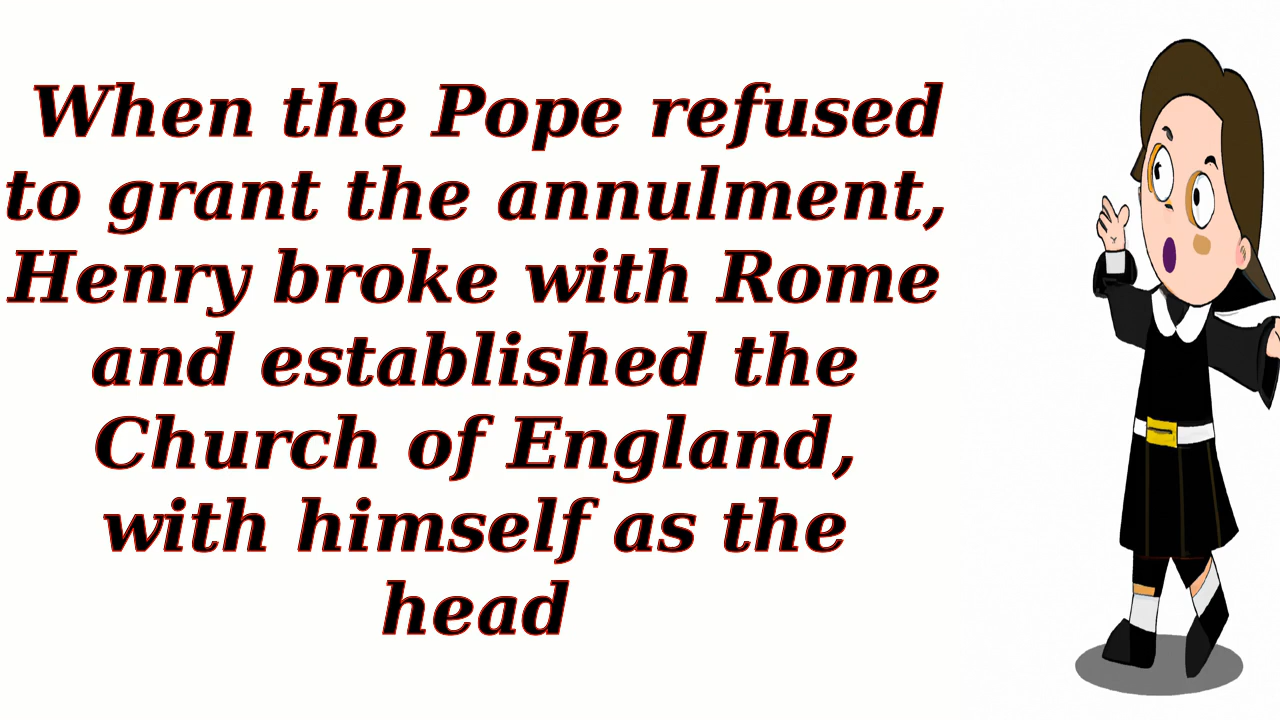 When the Pope refused
to grant the annulment,
Henry broke with Rome
and established the
Church of England,
with himself as the
head